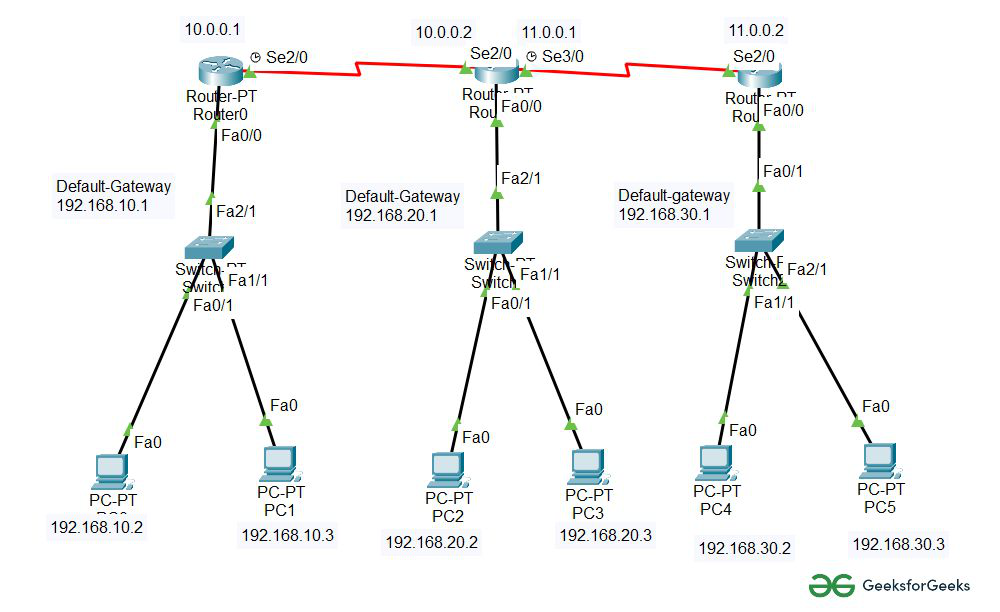 10.0.0.1
10.0.0.2
11.0.0.1
11.0.0.2
Se2/0
Se2/0
Se3/0
Se2/0
Router-PT
Router0
Fa0/0
Fa0/0
Fa0/0
Fa2/1
Fa2/1
Fa0/1
Default-Gateway
192.168.10.1
Default-Gateway
192.168.20.1
Default-gateway
192.168.30.1
Fa1/1
Fa0/1
Fa1/1
Fa0/1
Fa2/1
Fa1/1
Fa0
Fa0
Fa0
Fa0
Fa0
Fa0
PC-PT
192.168.10.2
PC-PT
PC1
192.168.10.3
PC-PT
PC2
192.168.20.2
PC-PT
PC3
192.168.20.3
PC-PT
PC4
192.168.30.2
PC-PT
PC5
192.168.30.3
GeeksforGeeks